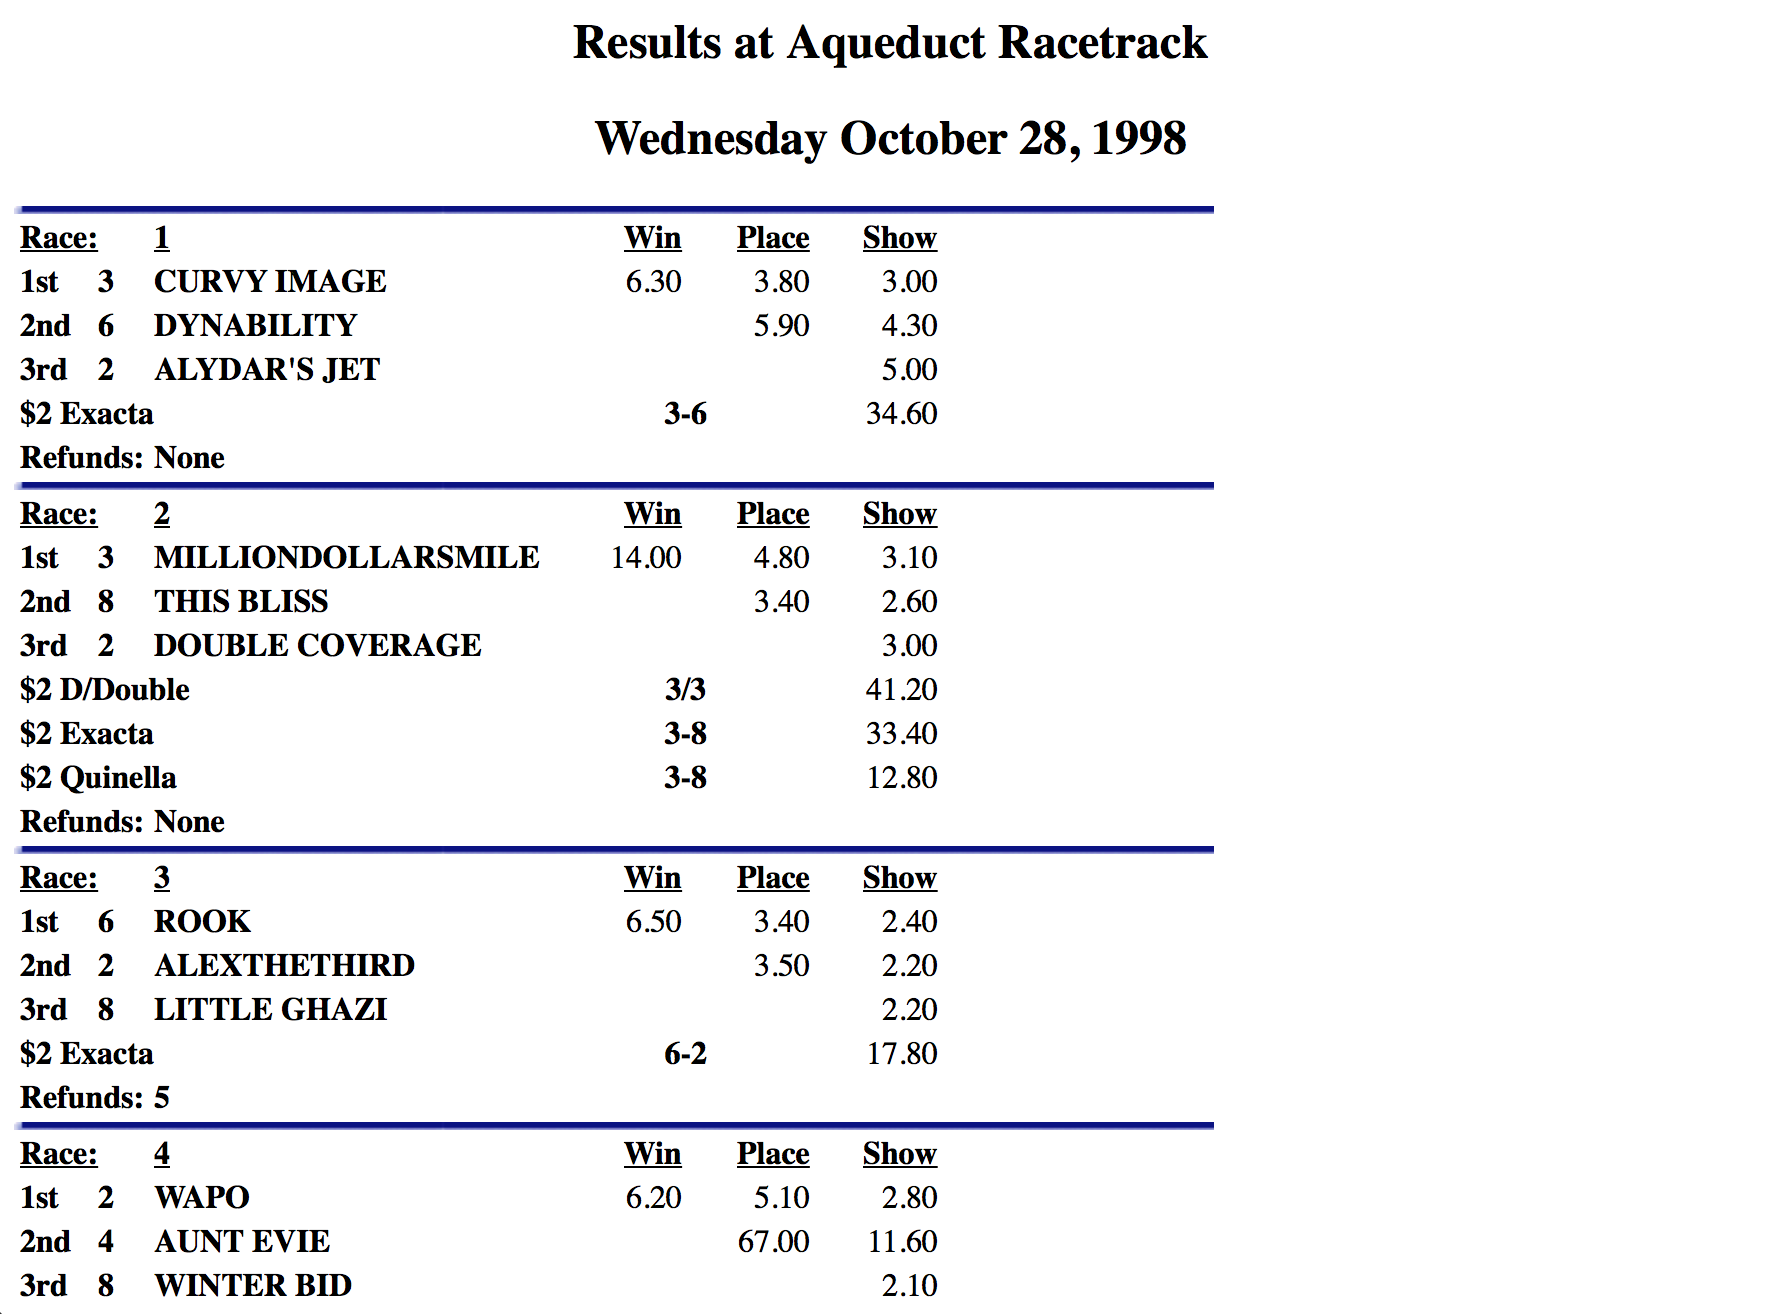 Results at Aqueduct Racetrack
Wednesday October 28, 1998
Race: 1 Win Place Show
1st 3 CURVY IMAGE 6.30 3.80 3.00
2nd 6 DYNABILITY 5.90 4.30
3rd 2 ALYDAR'S JET 5.00
$2 Exacta 3-6 34.60
Refunds: None
Race: 2 Win Place Show
1st 3 MILLIONDOLLARSMILE 14.00 4.80 3.10
2nd 8 THIS BLISS 3.40 2.60
3rd 2 DOUBLE COVERAGE 3.00
$2 D/Double 3/3 41.20
$2 Exacta 3-8 33.40
$2 Quinella 3-8 12.80
Refunds: None
Race: 3 Win Place Show
1st 6 ROOK 6.50 3.40 2.40
2nd 2 ALEXTHETHIRD 3.50 2.20
3rd 8 LITTLE GHAZI 2.20
$2 Exacta 6-2 17.80
Refunds: 5
Race: 4 Win Place Show
1st 2 WAPO 6.20 5.10 2.80
2nd 4 AUNT EVIE 67.00 11.60
3rd 8 WINTER BID 2.10